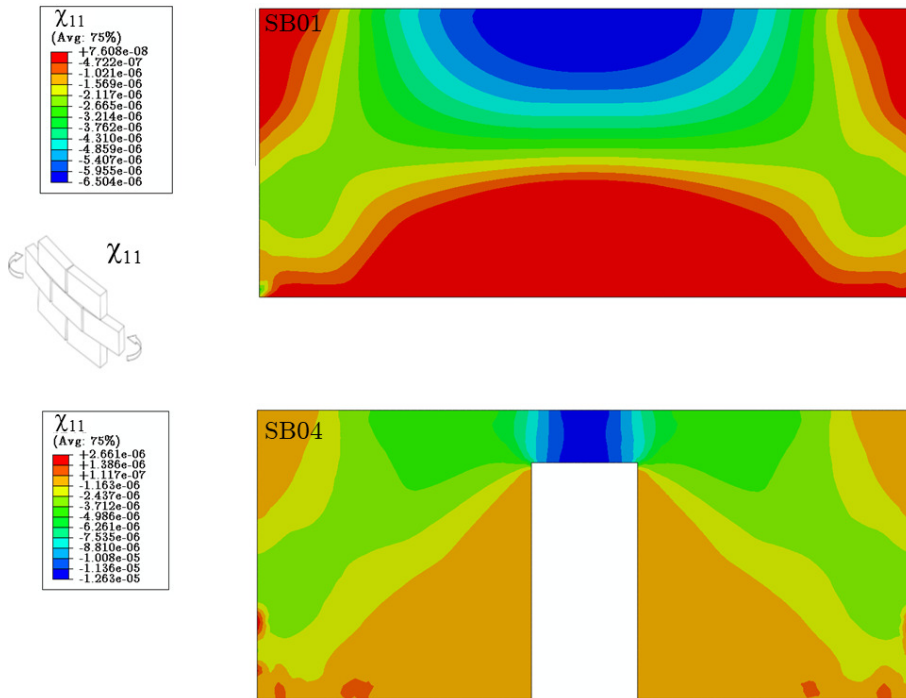 χ11
(Avg: 75%)
+7.608e-08
-4.722e-07
-1.021e-06
-1.569e-06
-2.117e-06
-2.665e-06
-3.214e-06
-3.762e-06
-4.310e-06
-4.859e-06
-5.407e-06
-5.955e-06
-6.504e-06
SB01
χ11
χ11
(Avg: 75%)
+2.661e-06
+1.386e-06
+1.117e-07
-1.163e-06
-2.437e-06
-3.712e-06
-4.986e-06
-6.261e-06
-7.535e-06
-8.810e-06
-1.008e-05
-1.136e-05
-1.263e-05
SB04